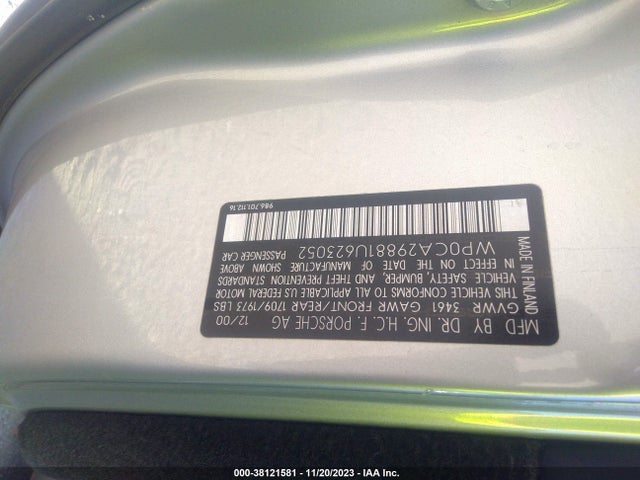 MFD BY DR. ING. H.C. F. PORSCHE AG 12/00
GVWR 3461 GAWR FRONT/REAR 1709/1973 LBS
THIS VEHICLE CONFORMS TO ALL APPLICABLE US FEDERAL MOTOR
VEHICLE SAFETY, BUMPER, AND THEFT PREVENTION STANDARDS
IN EFFECT ON THE DATE OF MANUFACTURE SHOWN ABOVE
MADE IN FINLAND WP0CA29881U623052 PASSENGER CAR
986.701.112.16
000-38121581 - 11/20/2023 - IAA Inc.